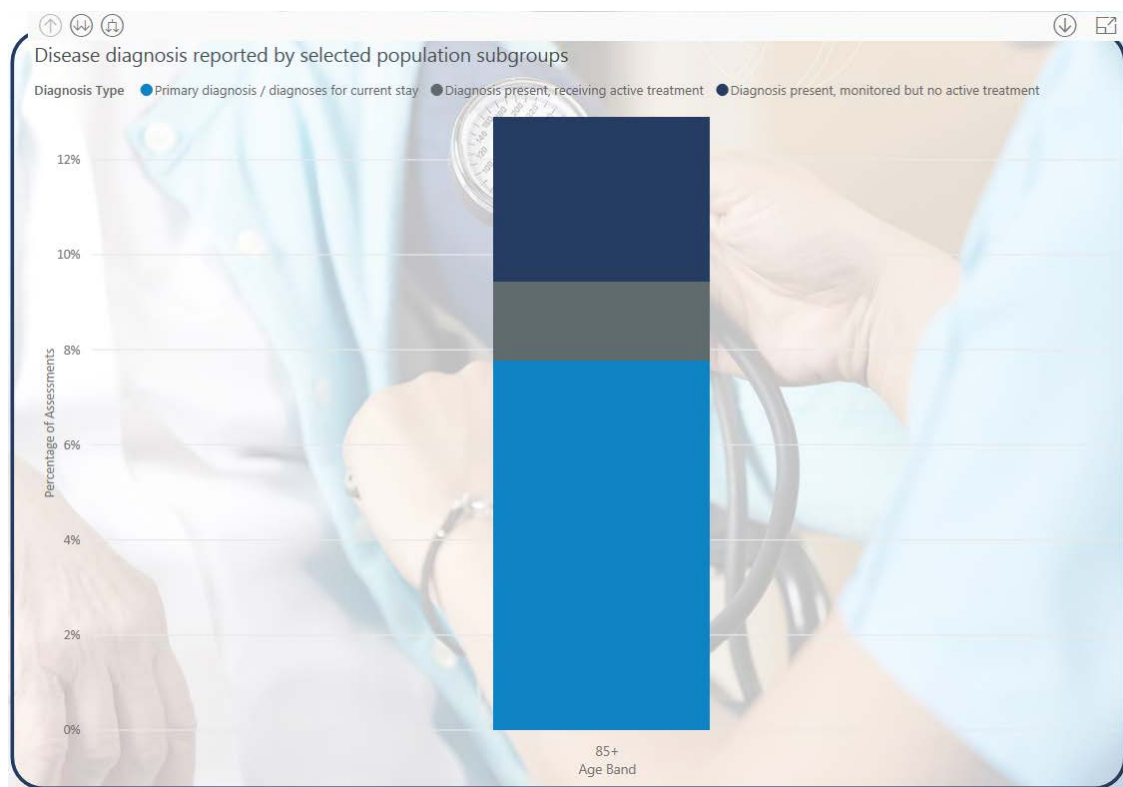 Disease diagnosis reported by selected population subgroups
Diagnosis Type Primary diagnosis / diagnoses for current stay Diagnosis present, receiving active treatment Diagnosis present, monitored but no active treatment
12%
10%
8%
6%
4%
2%
0%
Percentage of Assessments
85+
Age Band